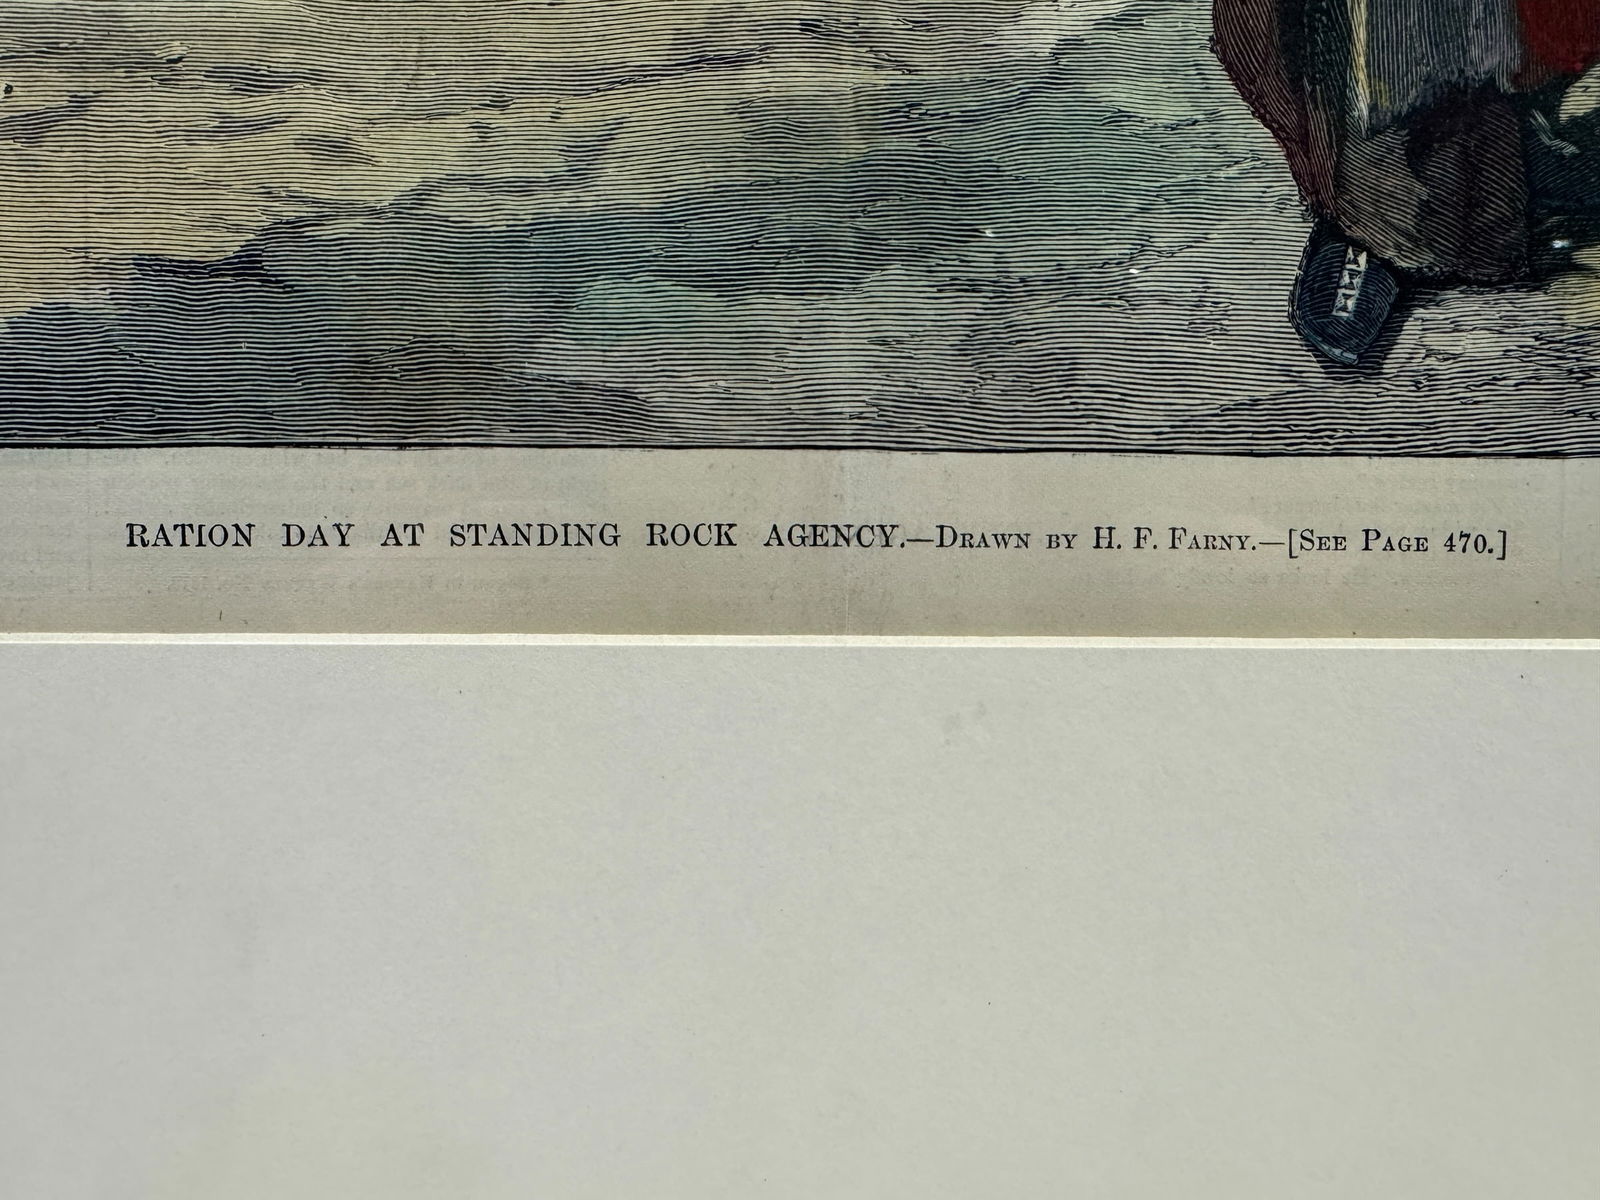 RATION DAY AT STANDING ROCK AGENCY.—Drawn by H. F. Farny.—[See Page 470.]